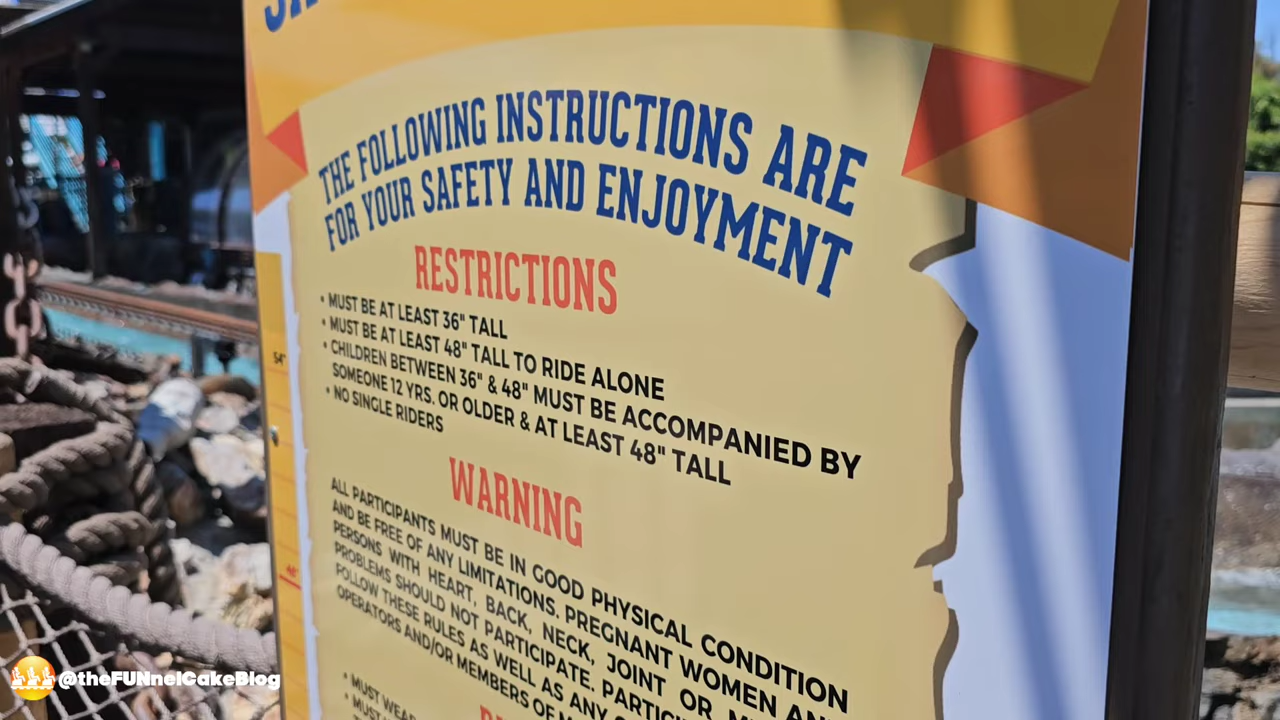 THE FOLLOWING INSTRUCTIONS ARE
FOR YOUR SAFETY AND ENJOYMENT
RESTRICTIONS
• MUST BE AT LEAST 36" TALL
• MUST BE AT LEAST 48" TALL TO RIDE ALONE
• CHILDREN BETWEEN 36" & 48" MUST BE ACCOMPANIED BY
SOMEONE 12 YRS. OR OLDER & AT LEAST 48" TALL
• NO SINGLE RIDERS
54"
WARNING
ALL PARTICIPANTS MUST BE IN GOOD PHYSICAL CONDITION
AND BE FREE OF ANY LIMITATIONS. PREGNANT WOMEN AND
PERSONS WITH HEART, BACK, NECK, JOINT OR
PROBLEMS SHOULD NOT PARTICIPATE.
FOLLOW THESE RULES AS WELL AS ANY
OPERATORS AND/OR MEMBERS OF
48"
• MUST WEAR
• MUST
@theFUNnelCakeBlog